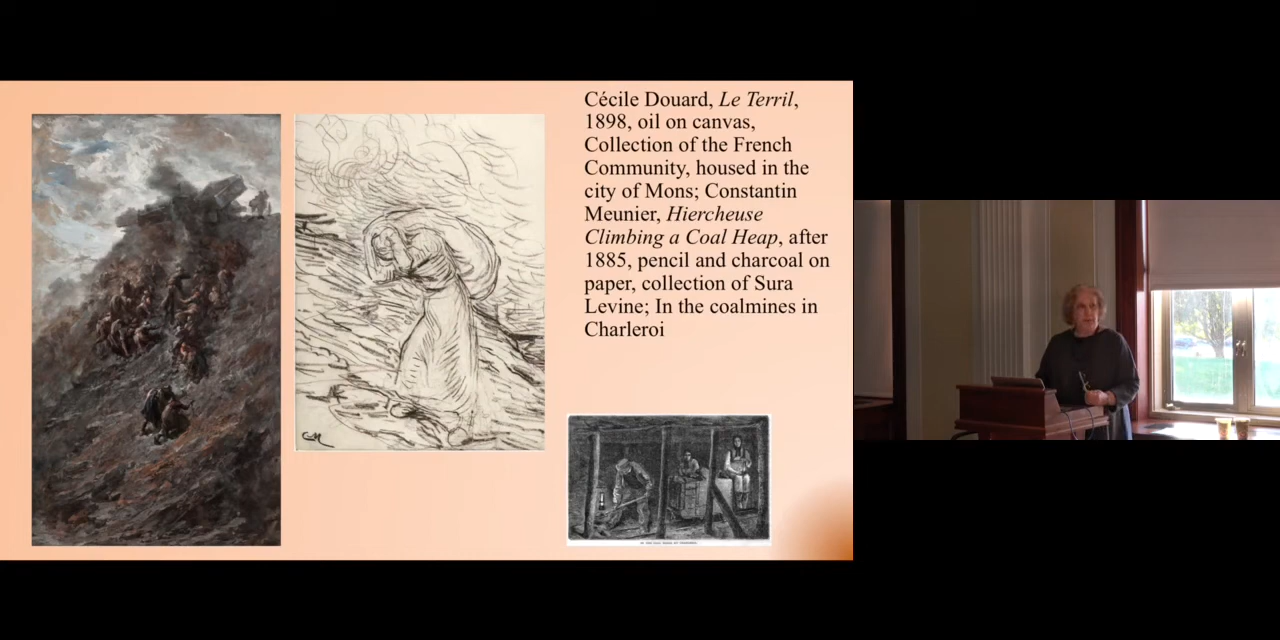 Cécile Douard, Le Terril,
1898, oil on canvas,
Collection of the French
Community, housed in the
city of Mons; Constantin
Meunier, Hiercheuse
Climbing a Coal Heap, after
1885, pencil and charcoal on
paper, collection of Sura
Levine; In the coalmines in
Charleroi
CM